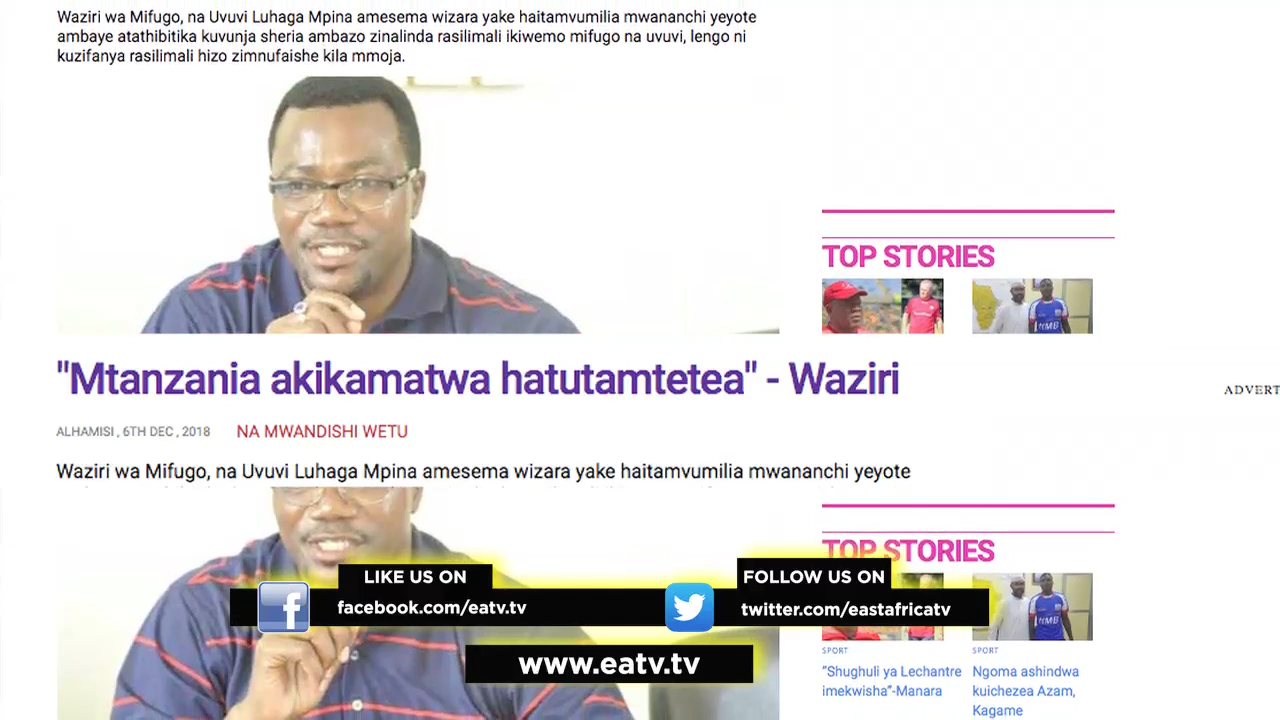 Waziri wa Mifugo, na Uvuvi Luhaga Mpina amesema wizara yake haitamvumilia mwananchi yeyote
ambaye atathibitika kuvunja sheria ambazo zinalinda rasilimali ikiwemo mifugo na uvuvi, lengo ni
kuzifanya rasilimali hizo zimnufaishe kila mmoja.
TOP STORIES
"Mtanzania akikamatwa hatutamtetea" - Waziri
ADVERT
ALHAMISI , 6TH DEC , 2018 NA MWANDISHI WETU
Waziri wa Mifugo, na Uvuvi Luhaga Mpina amesema wizara yake haitamvumilia mwananchi yeyote
TOP STORIES
LIKE US ON
facebook.com/eatv.tv
FOLLOW US ON
twitter.com/eastafricatv
www.eatv.tv
SPORT
"Shughuli ya Lechantre
imekwisha"-Manara
SPORT
Ngoma ashindwa
kuichezea Azam,
Kagame